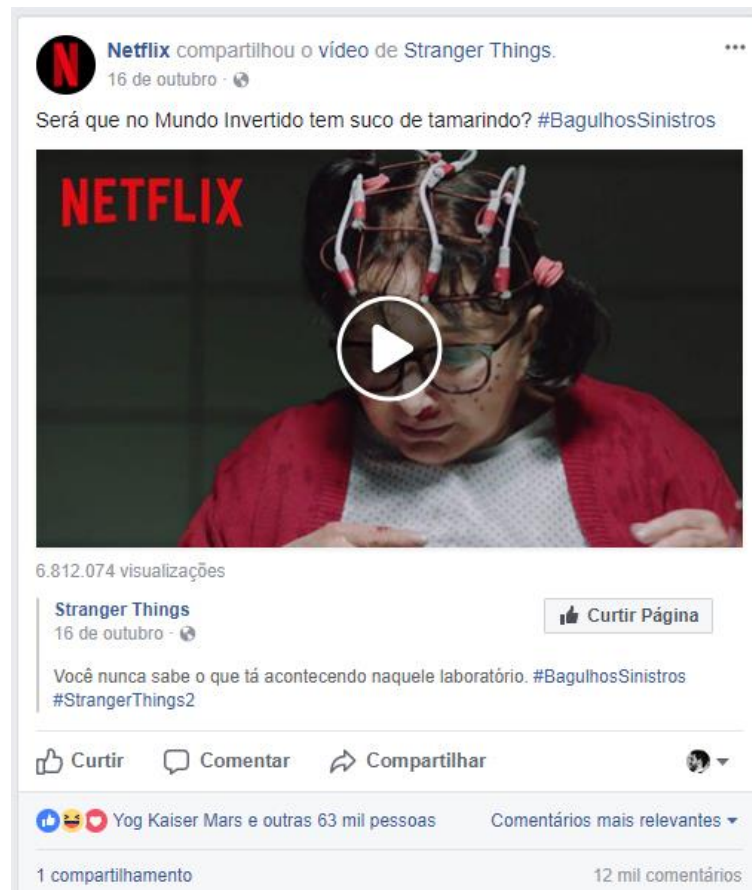 Netflix compartilhou o vídeo de Stranger Things.
16 de outubro ·
Será que no Mundo Invertido tem suco de tamarindo? #BagulhosSinistros
NETFLIX
6.812.074 visualizações
Stranger Things
16 de outubro ·
Curtir Página
Você nunca sabe o que tá acontecendo naquele laboratório. #BagulhosSinistros
#StrangerThings2
Curtir Comentar Compartilhar
Yog Kaiser Mars e outras 63 mil pessoas Comentários mais relevantes
1 compartilhamento 12 mil comentários